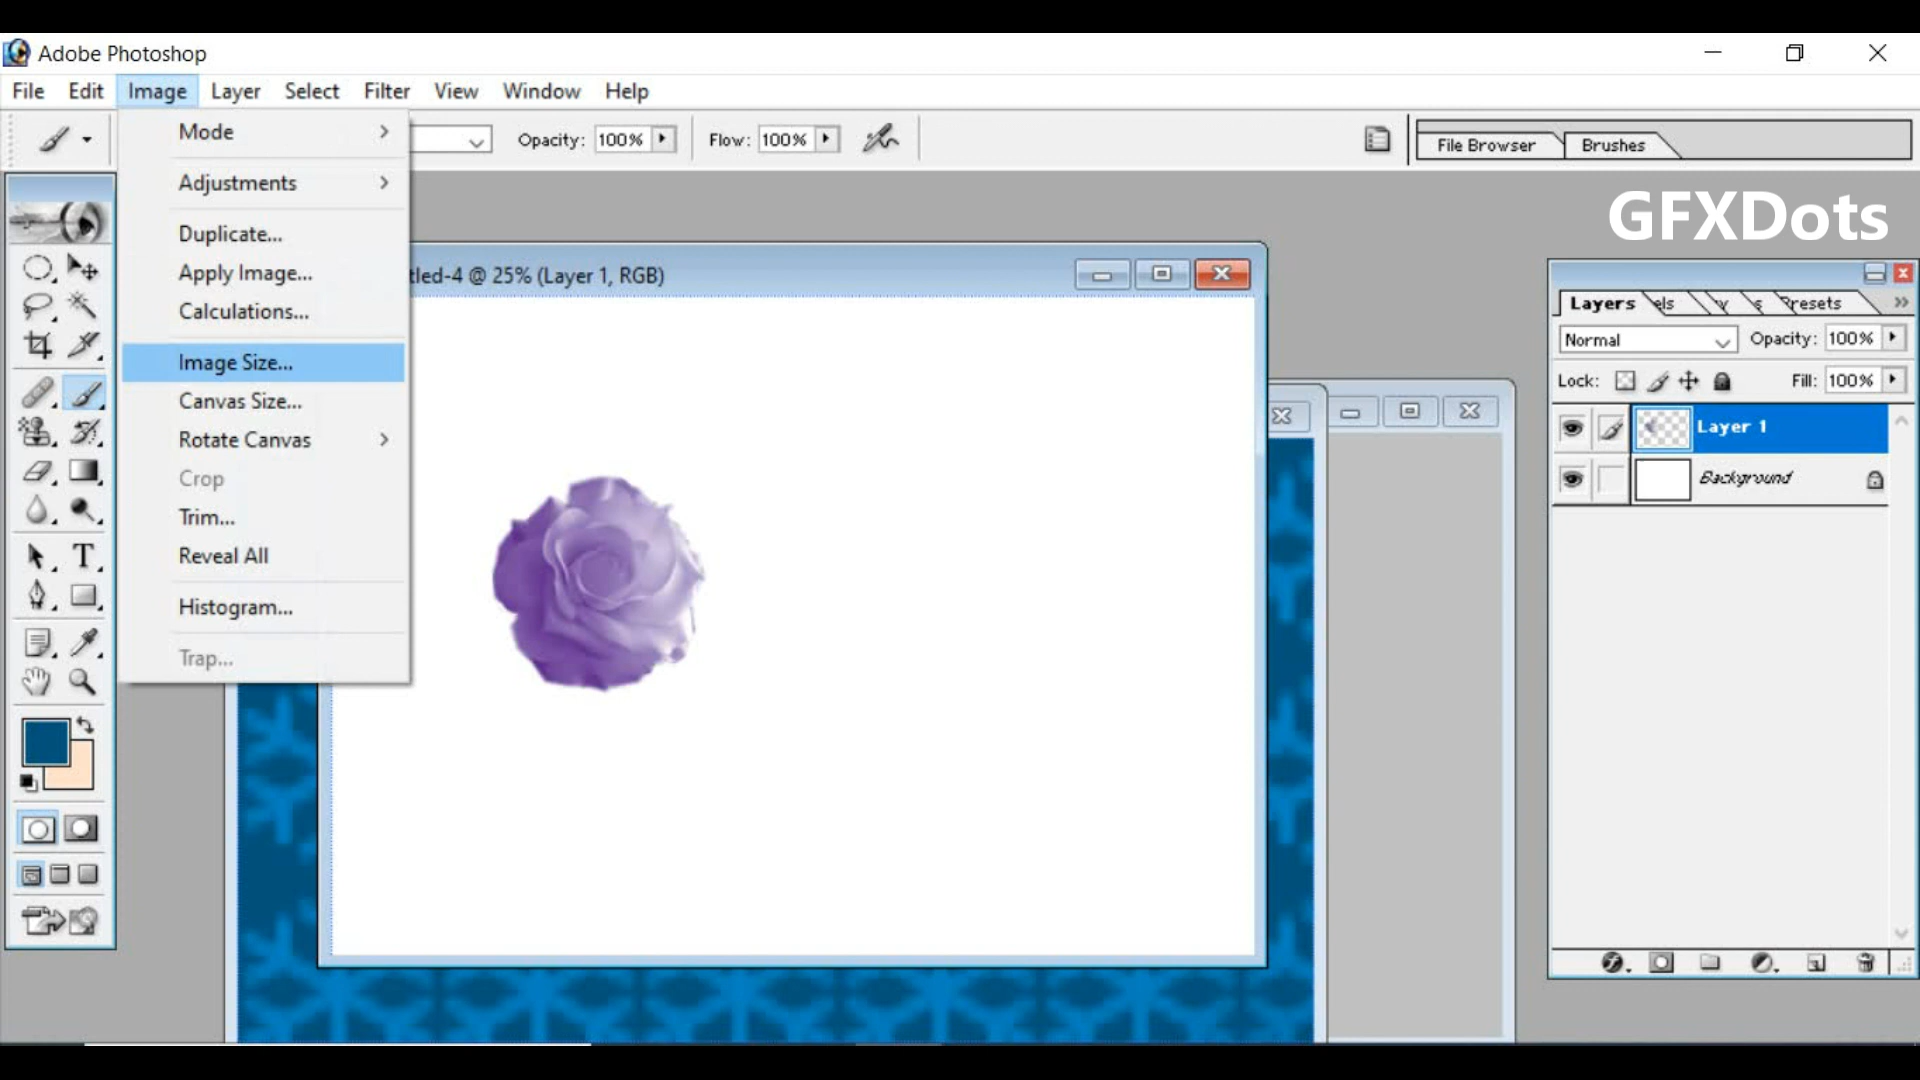 Adobe Photoshop
File Edit Image Layer Select Filter View Window Help
Opacity: 100% Flow: 100%
File Browser Brushes
Mode
Adjustments
Duplicate...
Apply Image...
Calculations...
Image Size...
Canvas Size...
Rotate Canvas
Crop
Trim...
Reveal All
Histogram...
Trap...
tled-4 @ 25% (Layer 1, RGB)
GFXDots
Layers els y s Presets
Normal Opacity: 100%
Lock: Fill: 100%
Layer 1
Background
T